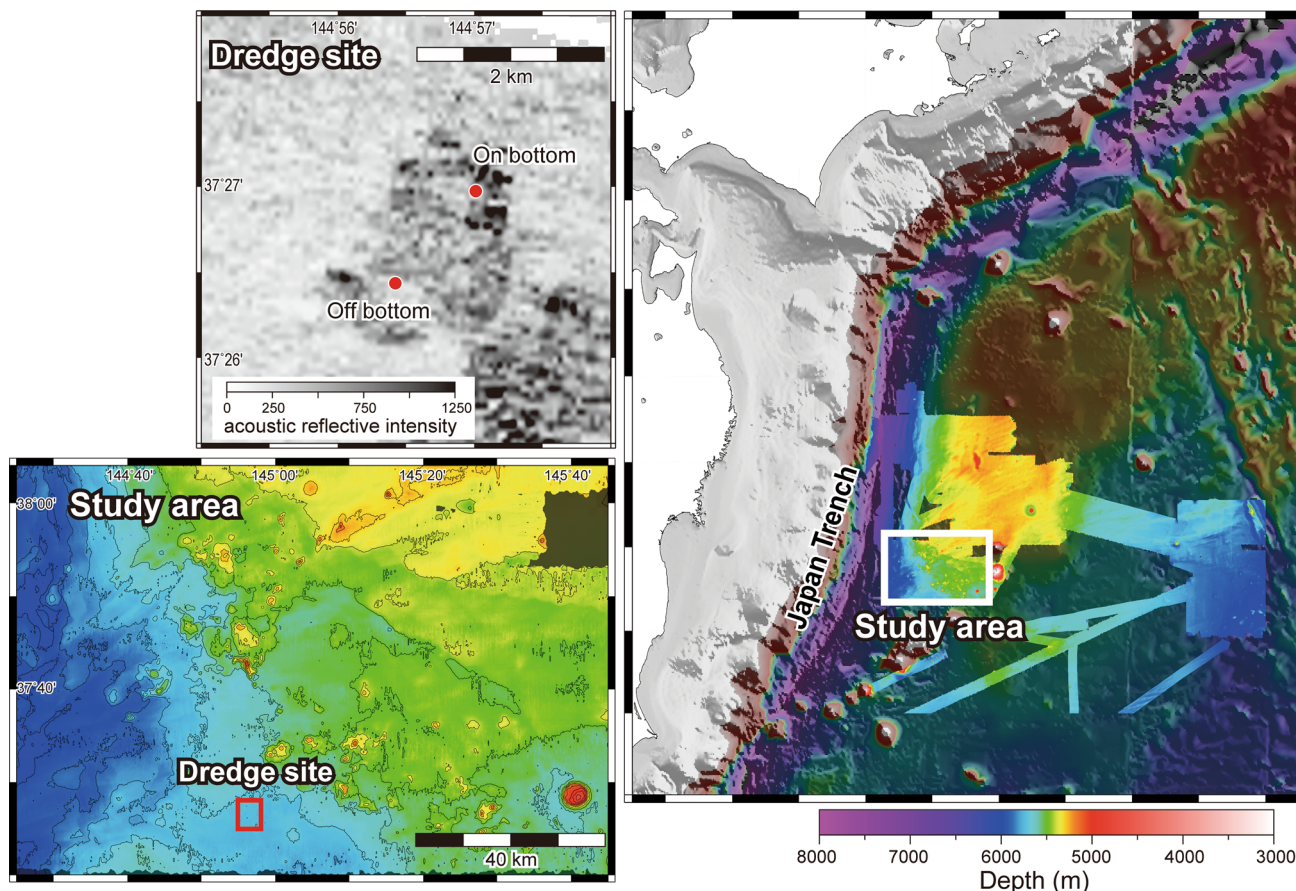 144˚56'
144˚57'
Dredge site
2 km
On bottom
37˚27'
Off bottom
37˚26'
0 250 750 1250
acoustic reflective intensity
144˚40'
145˚00'
145˚20'
145˚40'
38˚00'
Study area
37˚40'
Dredge site
40 km
Japan Trench
Study area
8000 7000 6000 5000 4000 3000
Depth (m)